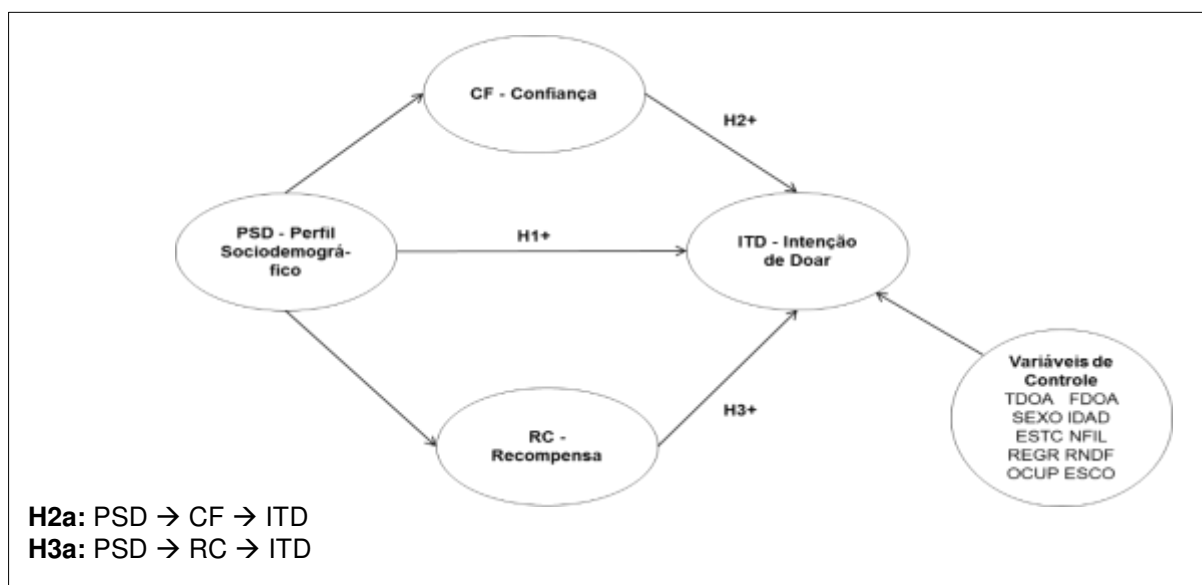 CF - Confiança
H2+
PSD - Perfil
Sociodemográ-
fico
H1+
ITD - Intenção
de Doar
Variáveis de
Controle
TDOA FDOA
SEXO IDAD
ESTC NFIL
REGR RNDF
OCUP ESCO
H3+
RC -
Recompensa
H2a: PSD → CF → ITD
H3a: PSD → RC → ITD